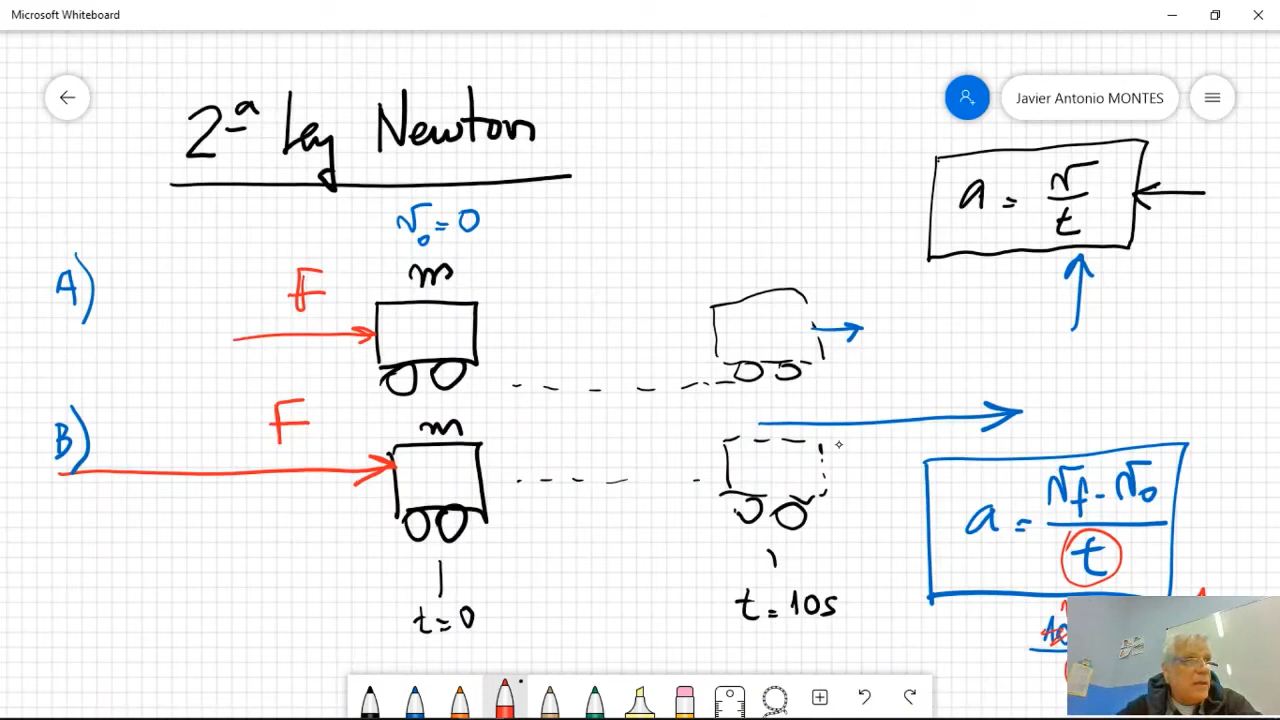 Microsoft Whiteboard
Javier Antonio MONTES
2ª Ley Newton
a = v/t
v₀ = 0
A)
F
m
B)
F
m
a = vf - v₀
t
t = 0
t = 10s